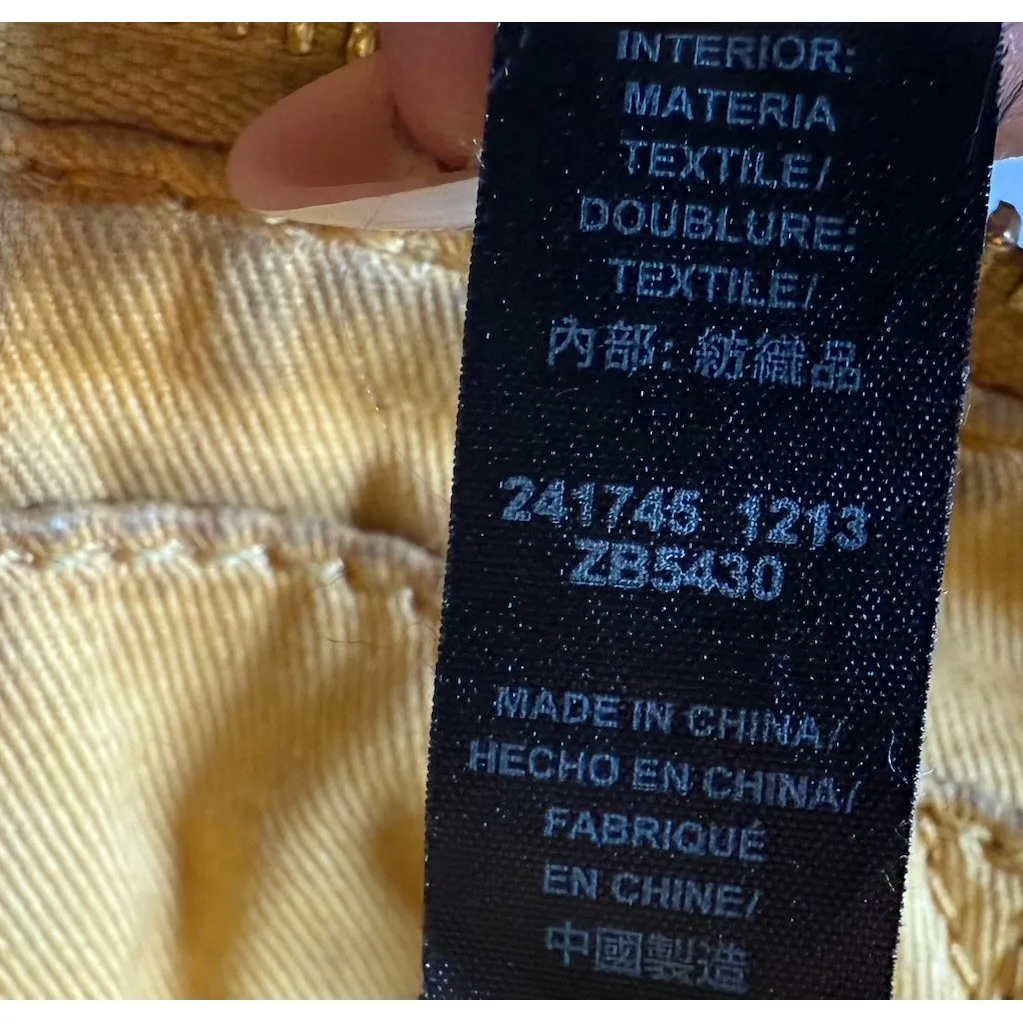 INTERIOR:
MATERIA
TEXTILE/
DOUBLURE:
TEXTILE/
內部: 紡織品
241745 1213
ZB5430
MADE IN CHINA/
HECHO EN CHINA/
FABRIQUÉ
EN CHINE/
中國製造